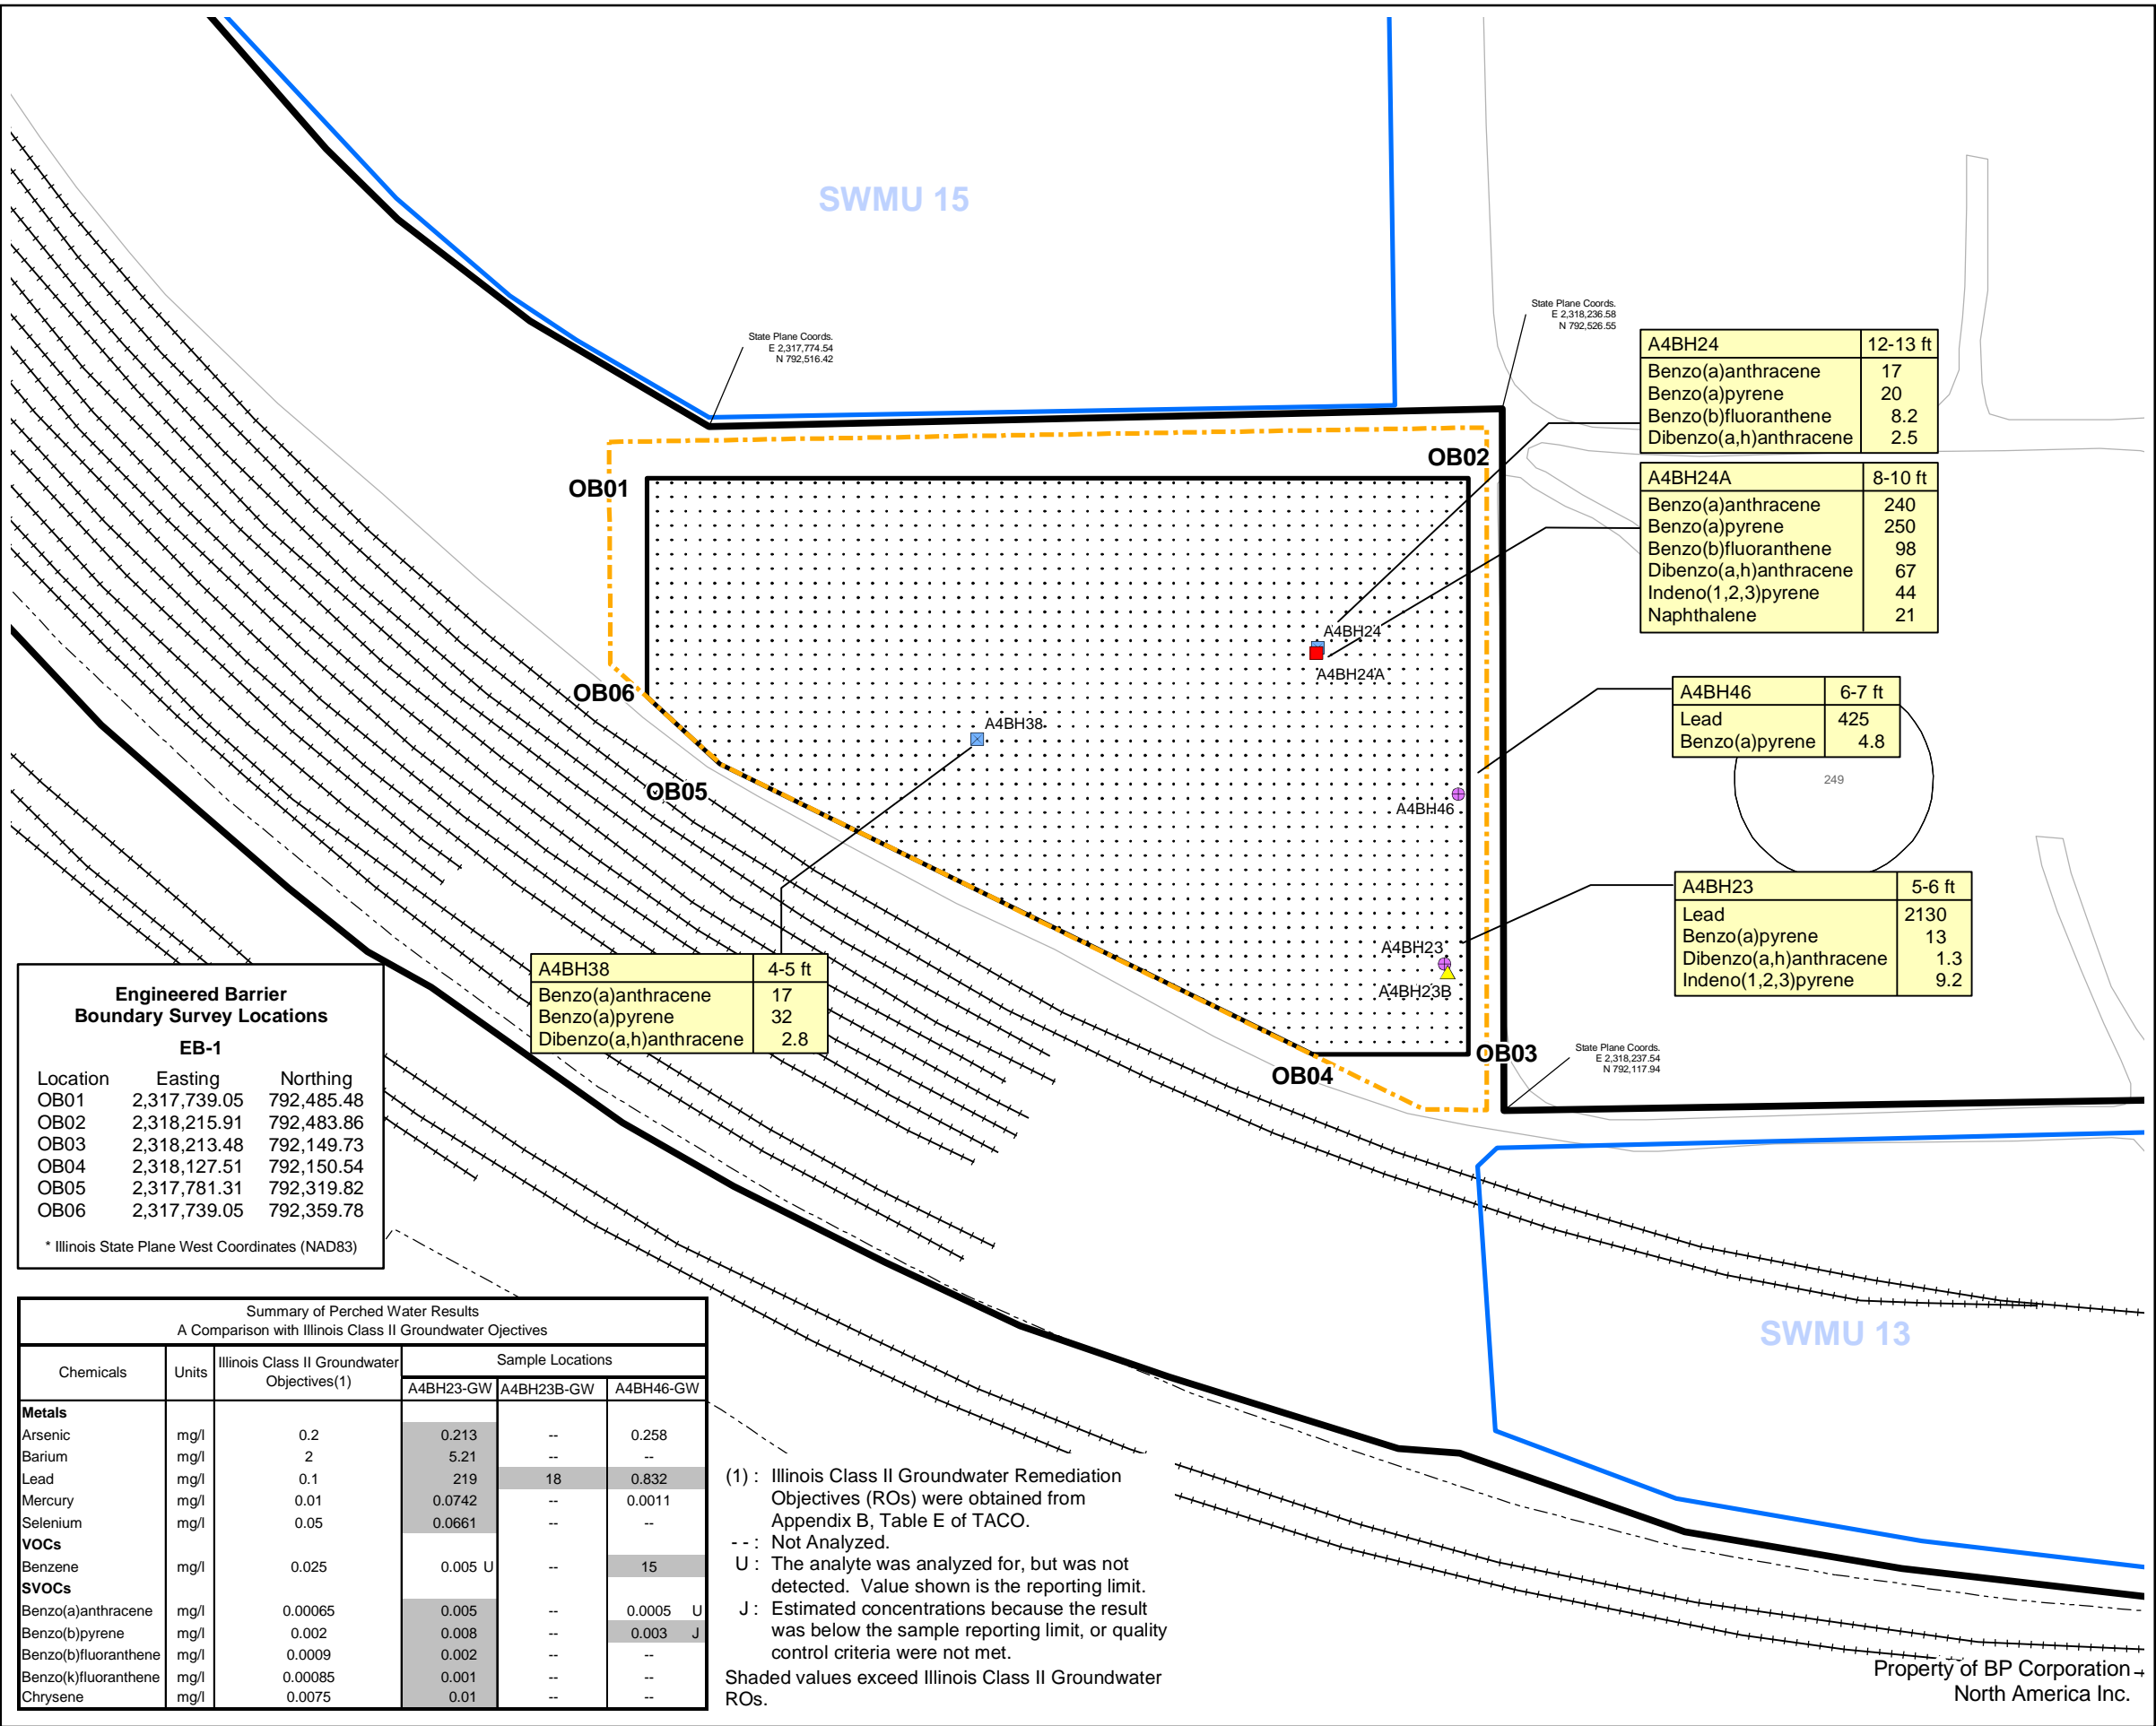 SWMU 15
State Plane Coords.
E 2,317,774.54
N 792,516.42
State Plane Coords.
E 2,318,236.58
N 792,526.55
A4BH24 12-13 ft
Benzo(a)anthracene 17
Benzo(a)pyrene 20
Benzo(b)fluoranthene 8.2
Dibenzo(a,h)anthracene 2.5
OB02
OB01
A4BH24A 8-10 ft
Benzo(a)anthracene 240
Benzo(a)pyrene 250
Benzo(b)fluoranthene 98
Dibenzo(a,h)anthracene 67
Indeno(1,2,3)pyrene 44
Naphthalene 21
A4BH24
A4BH24A
OB06
A4BH38
OB05
A4BH46 6-7 ft
Lead 425
Benzo(a)pyrene 4.8
249
A4BH46
A4BH23 5-6 ft
Lead 2130
Benzo(a)pyrene 13
Dibenzo(a,h)anthracene 1.3
Indeno(1,2,3)pyrene 9.2
A4BH23
A4BH23B
A4BH38 4-5 ft
Benzo(a)anthracene 17
Benzo(a)pyrene 32
Dibenzo(a,h)anthracene 2.8
OB03
OB04
State Plane Coords.
E 2,318,237.54
N 792,117.94
Engineered Barrier
Boundary Survey Locations
EB-1
Location Easting Northing
OB01 2,317,739.05 792,485.48
OB02 2,318,215.91 792,483.86
OB03 2,318,213.48 792,149.73
OB04 2,318,127.51 792,150.54
OB05 2,317,781.31 792,319.82
OB06 2,317,739.05 792,359.78
* Illinois State Plane West Coordinates (NAD83)
SWMU 13
Summary of Perched Water Results
A Comparison with Illinois Class II Groundwater Ojectives
Chemicals Units Illinois Class II Groundwater Objectives(1) Sample Locations
A4BH23-GW A4BH23B-GW A4BH46-GW
Metals
Arsenic mg/l 0.2 0.213 -- 0.258
Barium mg/l 2 5.21 -- --
Lead mg/l 0.1 219 18 0.832
Mercury mg/l 0.01 0.0742 -- 0.0011
Selenium mg/l 0.05 0.0661 -- --
VOCs
Benzene mg/l 0.025 0.005 U -- 15
SVOCs
Benzo(a)anthracene mg/l 0.00065 0.005 -- 0.0005 U
Benzo(b)pyrene mg/l 0.002 0.008 -- 0.003 J
Benzo(b)fluoranthene mg/l 0.0009 0.002 -- --
Benzo(k)fluoranthene mg/l 0.00085 0.001 -- --
Chrysene mg/l 0.0075 0.01 -- --
(1) : Illinois Class II Groundwater Remediation
Objectives (ROs) were obtained from
Appendix B, Table E of TACO.
- - : Not Analyzed.
U : The analyte was analyzed for, but was not
detected. Value shown is the reporting limit.
J : Estimated concentrations because the result
was below the sample reporting limit, or quality
control criteria were not met.
Shaded values exceed Illinois Class II Groundwater
ROs.
Property of BP Corporation
North America Inc.